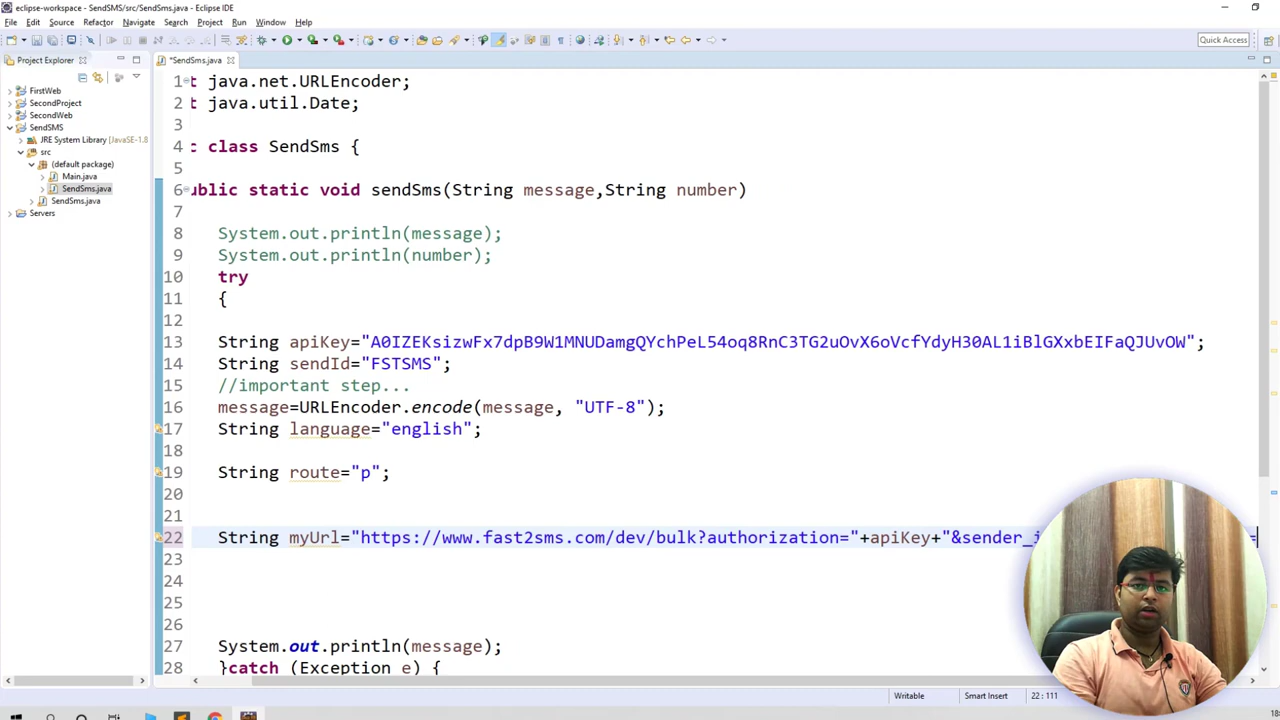 eclipse-workspace - SendSMS/src/SendSms.java - Eclipse IDE
File Edit Source Refactor Navigate Search Project Run Window Help
Quick Access
Project Explorer
*SendSms.java
FirstWeb
SecondProject
SecondWeb
SendSMS
JRE System Library [JavaSE-1.8
src
(default package)
Main.java
SendSms.java
SendSms.java
Servers
1 t java.net.URLEncoder;
2 t java.util.Date;
3
4 c class SendSms {
5
6 ublic static void sendSms(String message,String number)
7
8 System.out.println(message);
9 System.out.println(number);
10 try
11 {
12
13 String apiKey="A0IZEKsizwFx7dpB9W1MNUDamgQYchPeL54oq8RnC3TG2uOvX6oVcfYdyH30AL1iBlGXxbEIFaQJUvOW";
14 String sendId="FSTSMS";
15 //important step...
16 message=URLEncoder.encode(message, "UTF-8");
17 String language="english";
18
19 String route="p";
20
21
22 String myUrl="https://www.fast2sms.com/dev/bulk?authorization="+apiKey+"&sender_i
23
24
25
26
27 System.out.println(message);
28 }catch (Exception e) {
Writable Smart Insert 22 : 111